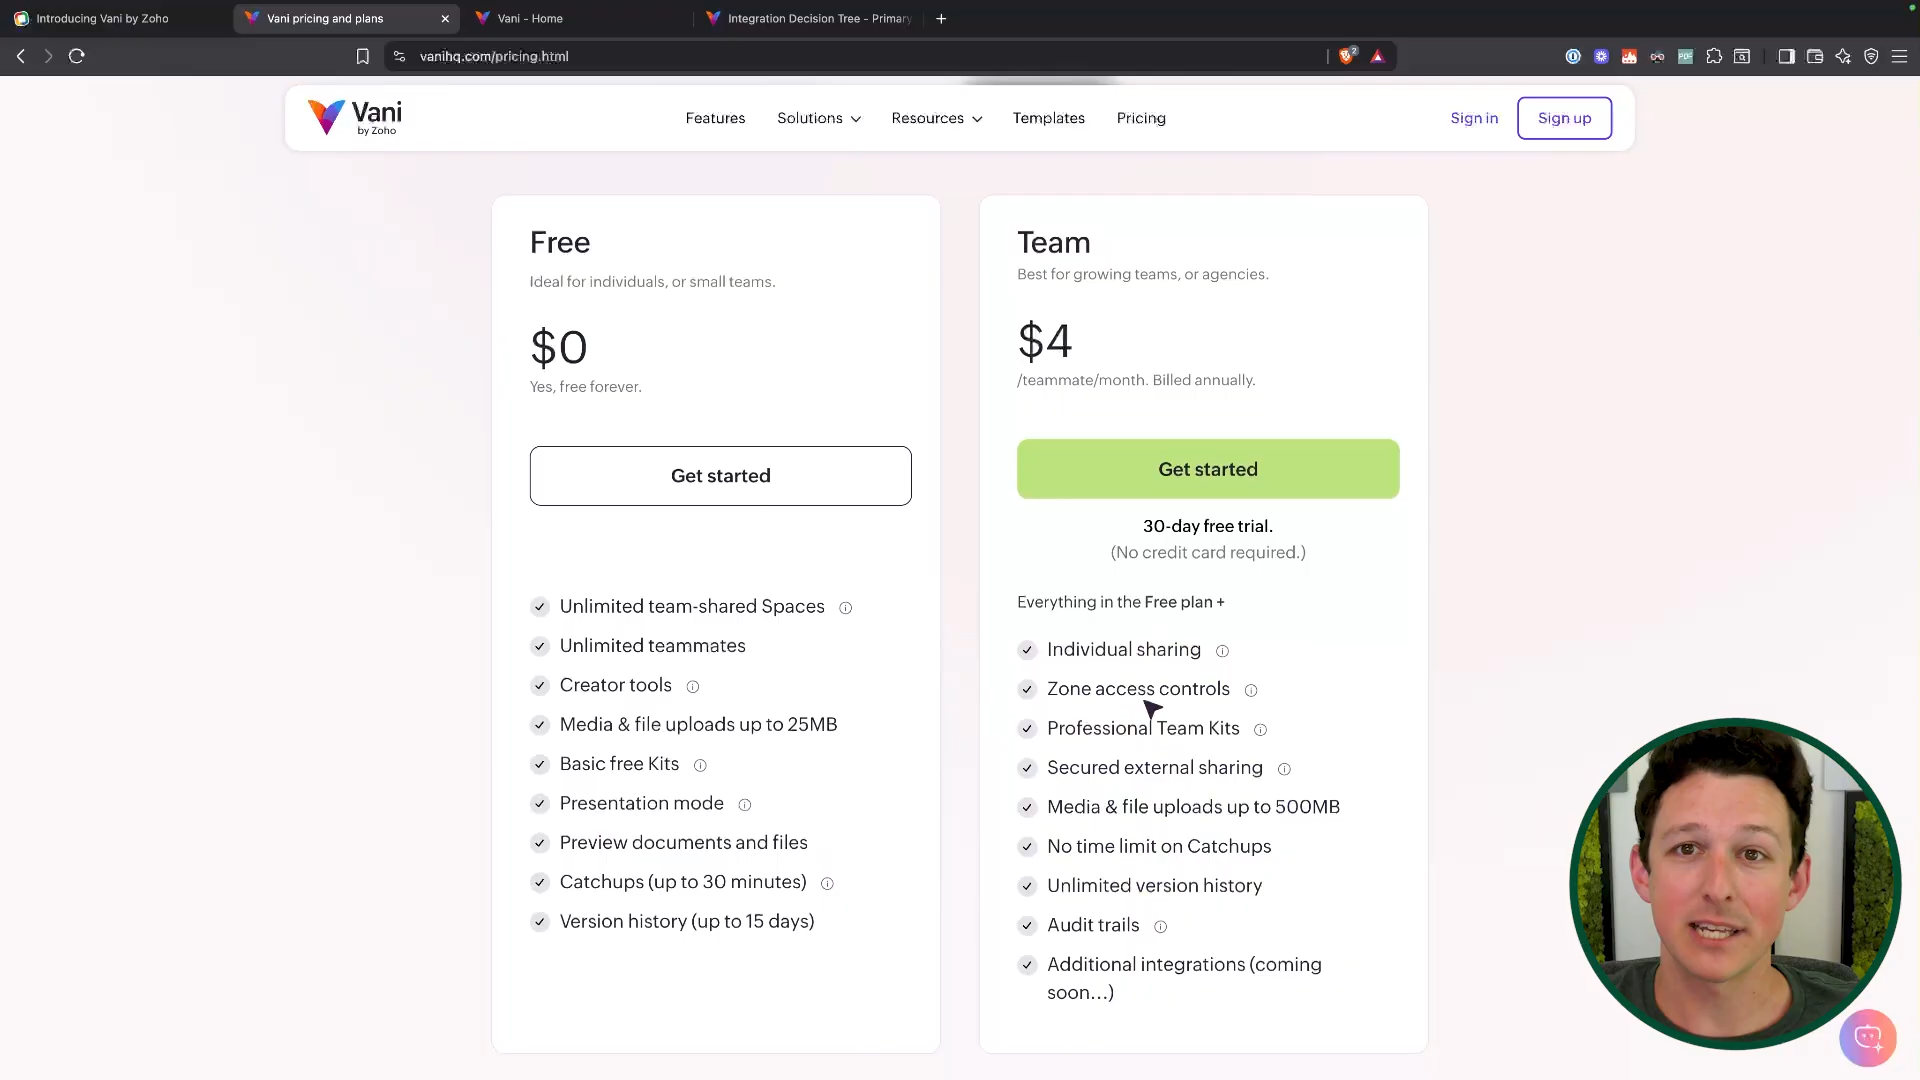 Introducing Vani by Zoho
Vani pricing and plans
Vani - Home
Integration Decision Tree - Primary
vanihq.com/pricing.html
2
PDF
Vani
by Zoho
Features
Solutions
Resources
Templates
Pricing
Sign in
Sign up
Free
Ideal for individuals, or small teams.
$0
Yes, free forever.
Get started
Unlimited team-shared Spaces
Unlimited teammates
Creator tools
Media & file uploads up to 25MB
Basic free Kits
Presentation mode
Preview documents and files
Catchups (up to 30 minutes)
Version history (up to 15 days)
Team
Best for growing teams, or agencies.
$4
/teammate/month. Billed annually.
Get started
30-day free trial.
(No credit card required.)
Everything in the Free plan +
Individual sharing
Zone access controls
Professional Team Kits
Secured external sharing
Media & file uploads up to 500MB
No time limit on Catchups
Unlimited version history
Audit trails
Additional integrations (coming
soon...)